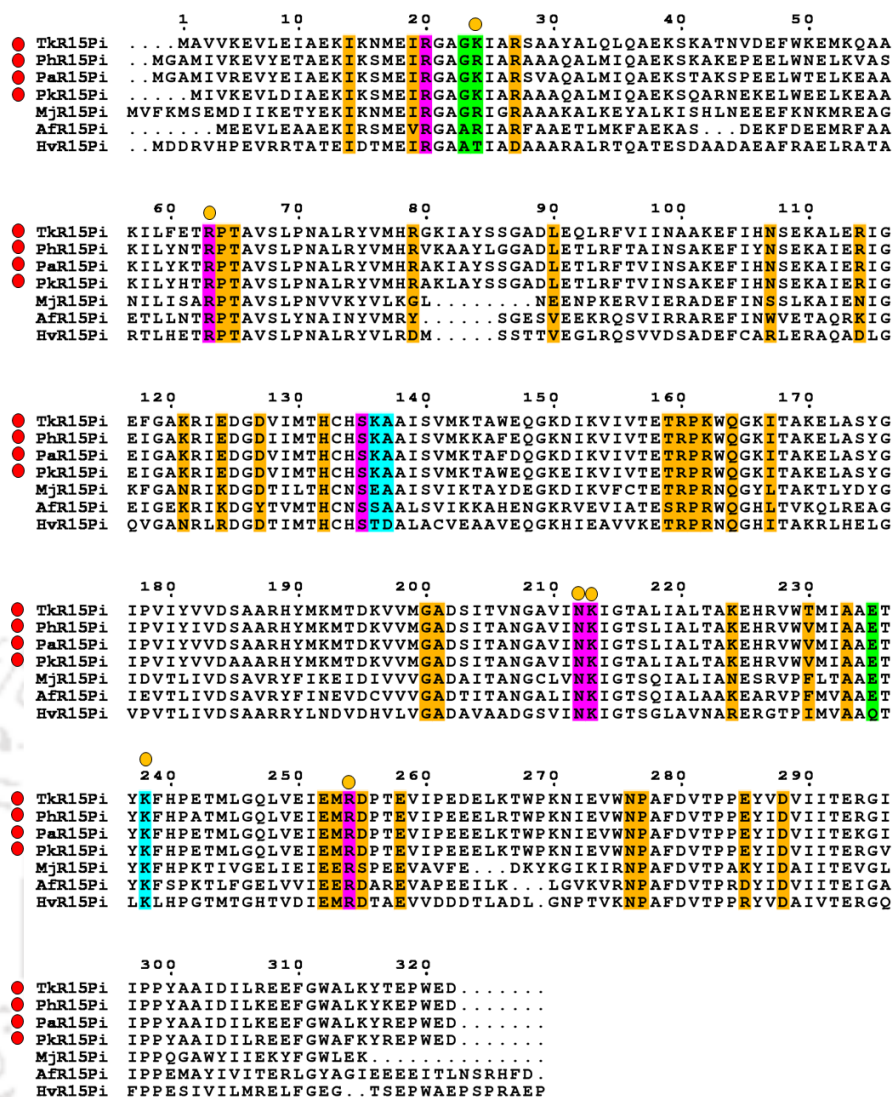 1 10 20 30 40 50
TkR15Pi ....MAVVKEVLEIAEKIKNMEIRGAGKIARSAAYALQLQAEKSKATNVDEFWKEMKQAA
PhR15Pi ..MGAMIVKEVYETAEKIKSMEIRGAGRIARAAAQALMIQAEKSKAKEPEELWNELKVAS
PaR15Pi ..MGAMIVREVYEIAEKIKSMEIRGAGKIARSVAQALMIQAEKSTAKSPEELWTELKEAA
PkR15Pi .....MIVKEVLDIAEKIKNMEIRGAGKIARAAAQALMIQAEKSQARNEKELWEELKKAA
MjR15Pi MVFKMSEMDIIKETYEKIKNMEIRGAGRIGRAAAKALKEYALKISHLNEEEFKNKMREAG
AfR15Pi .......MEEVLEAAEKIRSMEVRGAARIARFAAETLMKFAEKAS...DEKFDEEMRFAA
HvR15Pi ..MDDRVHPEVRRTATEIDTMEIRGAATIADAAARALRTQATESDAADAEAFRAELRATA
60 70 80 90 100 110
TkR15Pi KILFETRPTAVSLPNALRYVMHRGKIAYSSGADLEQLRFVIINAAKEFIHNSEKALERIG
PhR15Pi KILYNTRPTAVSLPNALRYVMHRVKAAYLGGADLETLRFTAINSAKEFIYNSEKAIERIG
PaR15Pi KILYKTRPTAVSLPNALRYVMHRAKIAYSSGADLETLRFTVINSAKEFIHNSEKAIERIG
PkR15Pi KILYHTRPTAVSLPNALRYVMHRAKLAYSSGADLETLRFTVINSAKEFIHNSEKAIERIG
MjR15Pi NILISARPTAVSLPNVVKYVLKGL........NEENPKERVIERADEFINSSLKAIENIG
AfR15Pi ETLLNTRPTAVSLYNAINYVMRY......SGESVEEKRQSVIRRAREFINWVETAQRKIG
HvR15Pi RTLHETRPTAVSLPNALRYVLRDM.....SSTTVEGLRQSVVDSADEFCARLERAQADLG
120 130 140 150 160 170
TkR15Pi EFGAKRIEDGDVIMTHCHSKAAISVMKTAWEQGKDIKVIVTETRPKWQGKITAKELASYG
PhR15Pi EIGAKRIEDGDIIMTHCHSKAAISVMKKAFEQGKNIKVIVTETRPKWQGKITAKELASYG
PaR15Pi EIGAKRIEDGDVIMTHCHSKAAISVMKTAFDQGKDIKVIVTETRPRWQGKITAKELASYG
PkR15Pi EIGAKRIEDGDVIMTHCHSKAAISVMKTAWEQGKEIKVIVTETRPRWQGKITAKELASYG
MjR15Pi KFGANRIKDGDTILTHCNSEAAISVIKTAYDEGKDIKVFCTETRPRNQGYLTAKTLYDYG
AfR15Pi EIGEKRIKDGYTVMTHCNSSAALSVIKKAHENGKRVEVIATESRPRWQGHLTVKQLREAG
HvR15Pi QVGANRLRDGDTIMTHCHSTDALACVEAAVEQGKHIEAVVKETRPRNQGHITAKRLHELG
180 190 200 210 220 230
TkR15Pi IPVIYVVDSAARHYMKMTDKVVMGADSITVNGAVINKIGTALIALTAKEHRVWTMIAAET
PhR15Pi IPVIYIVDSAARHYMKMTDKVVMGADSITANGAVINKIGTSLIALTAKEHRVWVMIAAET
PaR15Pi IPVIYIVDSAARHYMKMTDKVVMGADSITANGAVINKIGTSLIALTAKEHRVWVMIAAET
PkR15Pi IPVIYVVDAAARHYMKMTDKVVMGADSITANGAVINKIGTALIALTAKEHRVWVMIAAET
MjR15Pi IDVTLIVDSAVRYFIKEIDIVVVGADAITANGCLVNKIGTSQIALIANESRVPFLTAAET
AfR15Pi IEVTLIVDSAVRYFINEVDCVVVGADTITANGALINKIGTSQIALAAKEARVPFMVAAET
HvR15Pi VPVTLIVDSAARRYLNDVDHVLVGADAVAADGSVINKIGTSGLAVNARERGTPIMVAAQT
240 250 260 270 280 290
TkR15Pi YKFHPETMLGQLVEIEMRDPTEVIPEDELKTWPKNIEVWNPAFDVTPPEYVDVIITERGI
PhR15Pi YKFHPATMLGQLVEIEMRDPTEVIPEEELRTWPKNIEVWNPAFDVTPPEYIDVIITERGI
PaR15Pi YKFHPETMLGQLVEIEMRDPTEVIPEEELKTWPKNIEVWNPAFDVTPPEYIDVIITEKGI
PkR15Pi YKFHPETMLGQLVEIEMRDPTEVIPEEELKTWPKNIEVWNPAFDVTPPEYIDVIITERGV
MjR15Pi YKFHPKTIVGELIEIEERSPEEVAVFE...DKYKGIKIRNPAFDVTPAKYIDAIITEVGL
AfR15Pi YKFSPKTLFGELVVIEERDAREVAPEEILK...LGVKVRNPAFDVTPRDYIDVIITEIGA
HvR15Pi LKLHPGTMTGHTVDIEMRDTAEVVDDDTLADL.GNPTVKNPAFDVTPPRYVDAIVTERGQ
300 310 320
TkR15Pi IPPYAAIDILREEFGWALKYTEPWED.......
PhR15Pi IPPYAAIDILKEEFGWALKYKEPWED.......
PaR15Pi IPPYAAIDILKEEFGWALKYREPWED.......
PkR15Pi IPPYAAIDILREEFGWAFKYREPWED.......
MjR15Pi IPPQGAWYIIEKYFGWLEK..............
AfR15Pi IPPEMAYIVITERLGYAGIEEEEITLNSRHFD.
HvR15Pi FPPESIVILMRELFGEG..TSEPWAEPSPRAEP